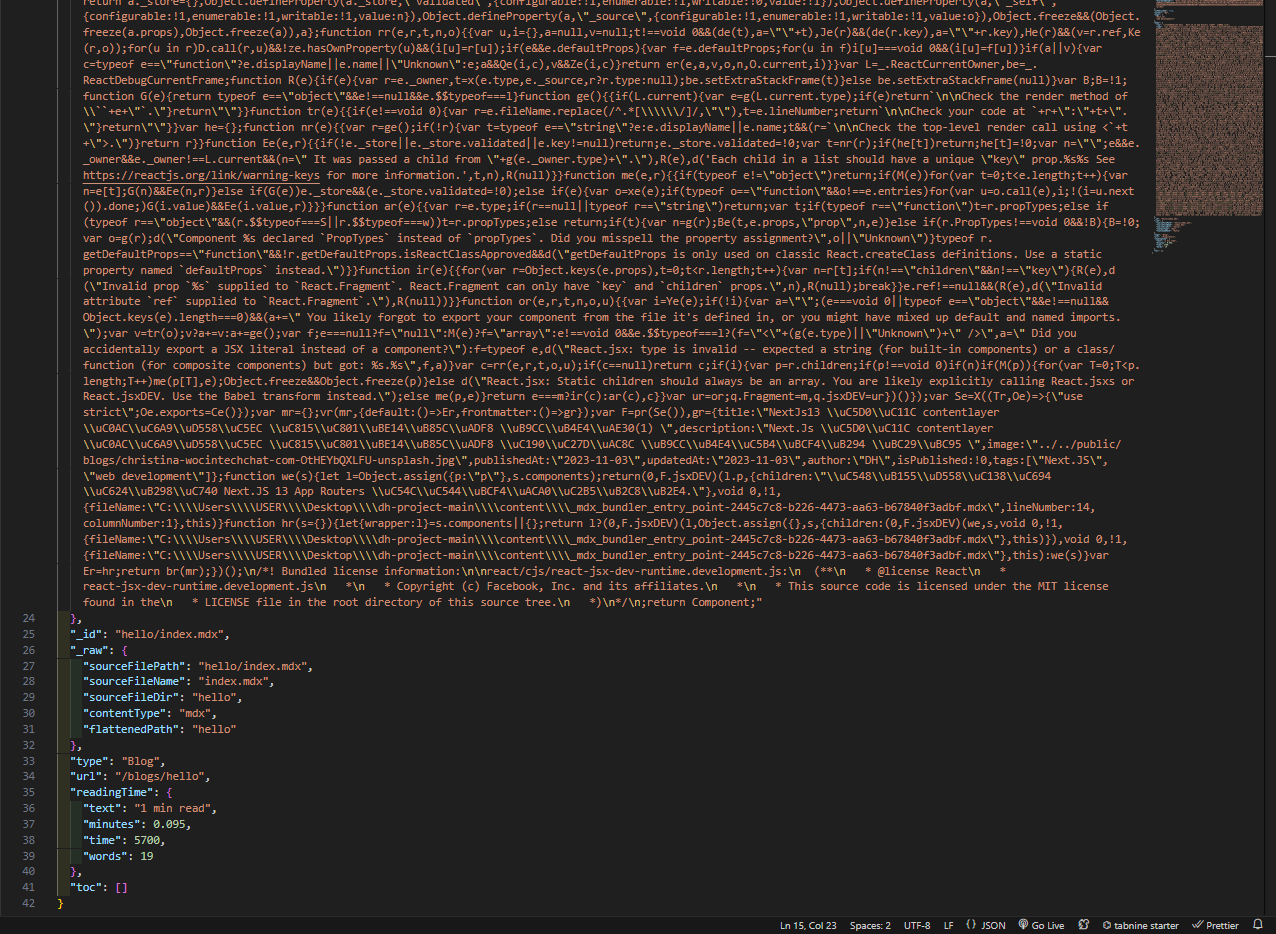 return a._store={},Object.defineProperty(a._store,\"validated\",{configurable:!1,enumerable:!1,writable:!0,value:!1}),Object.defineProperty(a,\"_self\",
{configurable:!1,enumerable:!1,writable:!1,value:n}),Object.defineProperty(a,\"_source\",{configurable:!1,enumerable:!1,writable:!1,value:o}),Object.freeze&&(Object.
freeze(a.props),Object.freeze(a)),a};function rr(e,r,t,n,o){{var u,i={},a=null,v=null;t!==void 0&&(de(t),a=\"\"+t),Je(r)&&(de(r.key),a=\"\"+r.key),He(r)&&(v=r.ref,Ke
(r,o));for(u in r)D.call(r,u)&&!ze.hasOwnProperty(u)&&(i[u]=r[u]);if(e&&e.defaultProps){var f=e.defaultProps;for(u in f)i[u]===void 0&&(i[u]=f[u])}if(a||v){var
c=typeof e==\"function\"?e.displayName||e.name||\"Unknown\":e;a&&Qe(i,c),v&&Ze(i,c)}return er(e,a,v,o,n,O.current,i)}}var L=_.ReactCurrentOwner,be=_.
ReactDebugCurrentFrame;function R(e){if(e){var r=e._owner,t=x(e.type,e._source,r?r.type:null);be.setExtraStackFrame(t)}else be.setExtraStackFrame(null)}var B;B=!1;
function G(e){return typeof e==\"object\"&&e!==null&&e.$$typeof===l}function ge(){{if(L.current){var e=g(L.current.type);if(e)return`\n\nCheck the render method of
\\``+e+\"`.\"}return\"\"}}function tr(e){{if(e!==void 0){var r=e.fileName.replace(/^.*[\\\\\\/]/,\"\"),t=e.lineNumber;return`\n\nCheck your code at `+r+\":\"+t+\".
\"}return\"\"}}var he={};function nr(e){{var r=ge();if(!r){var t=typeof e==\"string\"?e:e.displayName||e.name;t&&(r=`\n\nCheck the top-level render call using <`+t
+\">.\")}return r}}function Ee(e,r){{if(!e._store||e._store.validated||e.key!=null)return;e._store.validated=!0;var t=nr(r);if(he[t])return;he[t]=!0;var n=\"\";e&&e.
_owner&&e._owner!==L.current&&(n=\" It was passed a child from \"+g(e._owner.type)+\".\"),R(e),d('Each child in a list should have a unique \"key\" prop.%s%s See
https://reactjs.org/link/warning-keys for more information.',t,n),R(null)}}function me(e,r){{if(typeof e!=\"object\")return;if(M(e))for(var t=0;t<e.length;t++){var
n=e[t];G(n)&&Ee(n,r)}else if(G(e))e._store&&(e._store.validated=!0);else if(e){var o=xe(e);if(typeof o==\"function\"&&o!==e.entries)for(var u=o.call(e),i;!(i=u.next
()).done;)G(i.value)&&Ee(i.value,r)}}}function ar(e){{var r=e.type;if(r==null||typeof r==\"string\")return;var t;if(typeof r==\"function\")t=r.propTypes;else if
(typeof r==\"object\"&&(r.$$typeof===S||r.$$typeof===w))t=r.propTypes;else return;if(t){var n=g(r);Be(t,e.props,\"prop\",n,e)}else if(r.PropTypes!==void 0&&!B){B=!0;
var o=g(r);d(\"Component %s declared `PropTypes` instead of `propTypes`. Did you misspell the property assignment?\",o||\"Unknown\")}typeof r.
getDefaultProps==\"function\"&&!r.getDefaultProps.isReactClassApproved&&d(\"getDefaultProps is only used on classic React.createClass definitions. Use a static
property named `defaultProps` instead.\")}}function ir(e){{for(var r=Object.keys(e.props),t=0;t<r.length;t++){var n=r[t];if(n!==\"children\"&&n!==\"key\"){R(e),d
(\"Invalid prop `%s` supplied to `React.Fragment`. React.Fragment can only have `key` and `children` props.\",n),R(null);break}}e.ref!==null&&(R(e),d(\"Invalid
attribute `ref` supplied to `React.Fragment`.\"),R(null))}}function or(e,r,t,n,o,u){{var i=Ye(e);if(!i){var a=\"\";(e===void 0||typeof e==\"object\"&&e!==null&&
Object.keys(e).length===0)&&(a+=\" You likely forgot to export your component from the file it's defined in, or you might have mixed up default and named imports.
\");var v=tr(o);v?a+=v:a+=ge();var f;e===null?f=\"null\":M(e)?f=\"array\":e!==void 0&&e.$$typeof===l?(f=\"<\"+(g(e.type)||\"Unknown\")+\" />\",a=\" Did you
accidentally export a JSX literal instead of a component?\"):f=typeof e,d(\"React.jsx: type is invalid -- expected a string (for built-in components) or a class/
function (for composite components) but got: %s.%s\",f,a)}var c=rr(e,r,t,o,u);if(c==null)return c;if(i){var p=r.children;if(p!==void 0)if(n)if(M(p)){for(var T=0;T<p.
length;T++)me(p[T],e);Object.freeze&&Object.freeze(p)}else d(\"React.jsx: Static children should always be an array. You are likely explicitly calling React.jsxs or
React.jsxDEV. Use the Babel transform instead.\");else me(p,e)}return e===m?ir(c):ar(c),c}}var ur=or;q.Fragment=m,q.jsxDEV=ur})()});var Se=X((Tr,Oe)=>{\"use
strict\";Oe.exports=Ce()});var mr={};vr(mr,{default:()=>Er,frontmatter:()=>gr});var F=pr(Se()),gr={title:\"NextJs13 \\uC5D0\\uC11C contentlayer
\\uC0AC\\uC6A9\\uD558\\uC5EC \\uC815\\uC801\\uBE14\\uB85C\\uADF8 \\uB9CC\\uB4E4\\uAE30(1) \",description:\"Next.Js \\uC5D0\\uC11C contentlayer
\\uC0AC\\uC6A9\\uD558\\uC5EC \\uC815\\uC801\\uBE14\\uB85C\\uADF8 \\uC190\\uC27D\\uAC8C \\uB9CC\\uB4E4\\uC5B4\\uBCF4\\uB294 \\uBC29\\uBC95 \",image:\"../../public/
blogs/christina-wocintechchat-com-OtHEYbQXLFU-unsplash.jpg\",publishedAt:\"2023-11-03\",updatedAt:\"2023-11-03\",author:\"DH\",isPublished:!0,tags:[\"Next.JS\",
\"web development\"]};function we(s){let l=Object.assign({p:\"p\"},s.components);return(0,F.jsxDEV)(l.p,{children:\"\\uC548\\uB155\\uD558\\uC138\\uC694
\\uC624\\uB298\\uC740 Next.JS 13 App Routers \\uC54C\\uC544\\uBCF4\\uACA0\\uC2B5\\uB2C8\\uB2E4.\"},void 0,!1,
{fileName:\"C:\\\\Users\\\\USER\\\\Desktop\\\\dh-project-main\\\\content\\\\_mdx_bundler_entry_point-2445c7c8-b226-4473-aa63-b67840f3adbf.mdx\",lineNumber:14,
columnNumber:1},this)}function hr(s={}){let{wrapper:l}=s.components||{};return l?(0,F.jsxDEV)(l,Object.assign({},s,{children:(0,F.jsxDEV)(we,s,void 0,!1,
{fileName:\"C:\\\\Users\\\\USER\\\\Desktop\\\\dh-project-main\\\\content\\\\_mdx_bundler_entry_point-2445c7c8-b226-4473-aa63-b67840f3adbf.mdx\"},this)}),void 0,!1,
{fileName:\"C:\\\\Users\\\\USER\\\\Desktop\\\\dh-project-main\\\\content\\\\_mdx_bundler_entry_point-2445c7c8-b226-4473-aa63-b67840f3adbf.mdx\"},this):we(s)}var
Er=hr;return br(mr);})();\n/*! Bundled license information:\n\nreact/cjs/react-jsx-dev-runtime.development.js:\n  (**\n   * @license React\n   *
react-jsx-dev-runtime.development.js\n   *\n   * Copyright (c) Facebook, Inc. and its affiliates.\n   *\n   * This source code is licensed under the MIT license
found in the\n   * LICENSE file in the root directory of this source tree.\n   *)\n*/\n;return Component;"
24 },
25 "_id": "hello/index.mdx",
26 "_raw": {
27 "sourceFilePath": "hello/index.mdx",
28 "sourceFileName": "index.mdx",
29 "sourceFileDir": "hello",
30 "contentType": "mdx",
31 "flattenedPath": "hello"
32 },
33 "type": "Blog",
34 "url": "/blogs/hello",
35 "readingTime": {
36 "text": "1 min read",
37 "minutes": 0.095,
38 "time": 5700,
39 "words": 19
40 },
41 "toc": []
42 }
Ln 15, Col 23 Spaces: 2 UTF-8 LF {} JSON Go Live tabnine starter Prettier